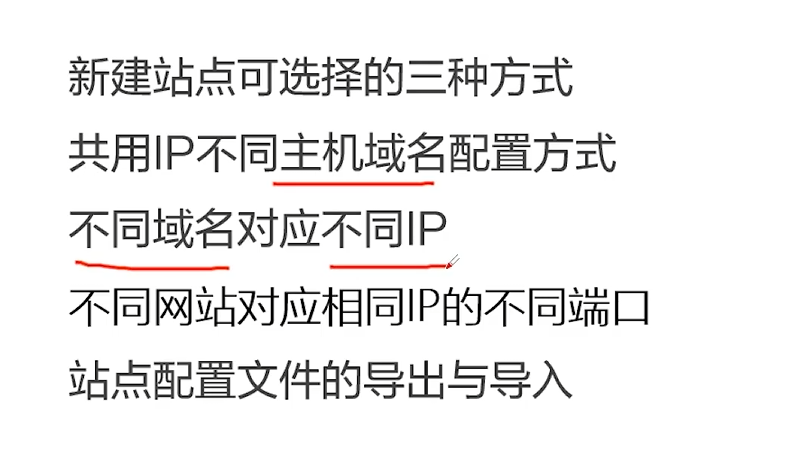 新建站点可选择的三种方式
共用IP不同主机域名配置方式
不同域名对应不同IP
不同网站对应相同IP的不同端口
站点配置文件的导出与导入